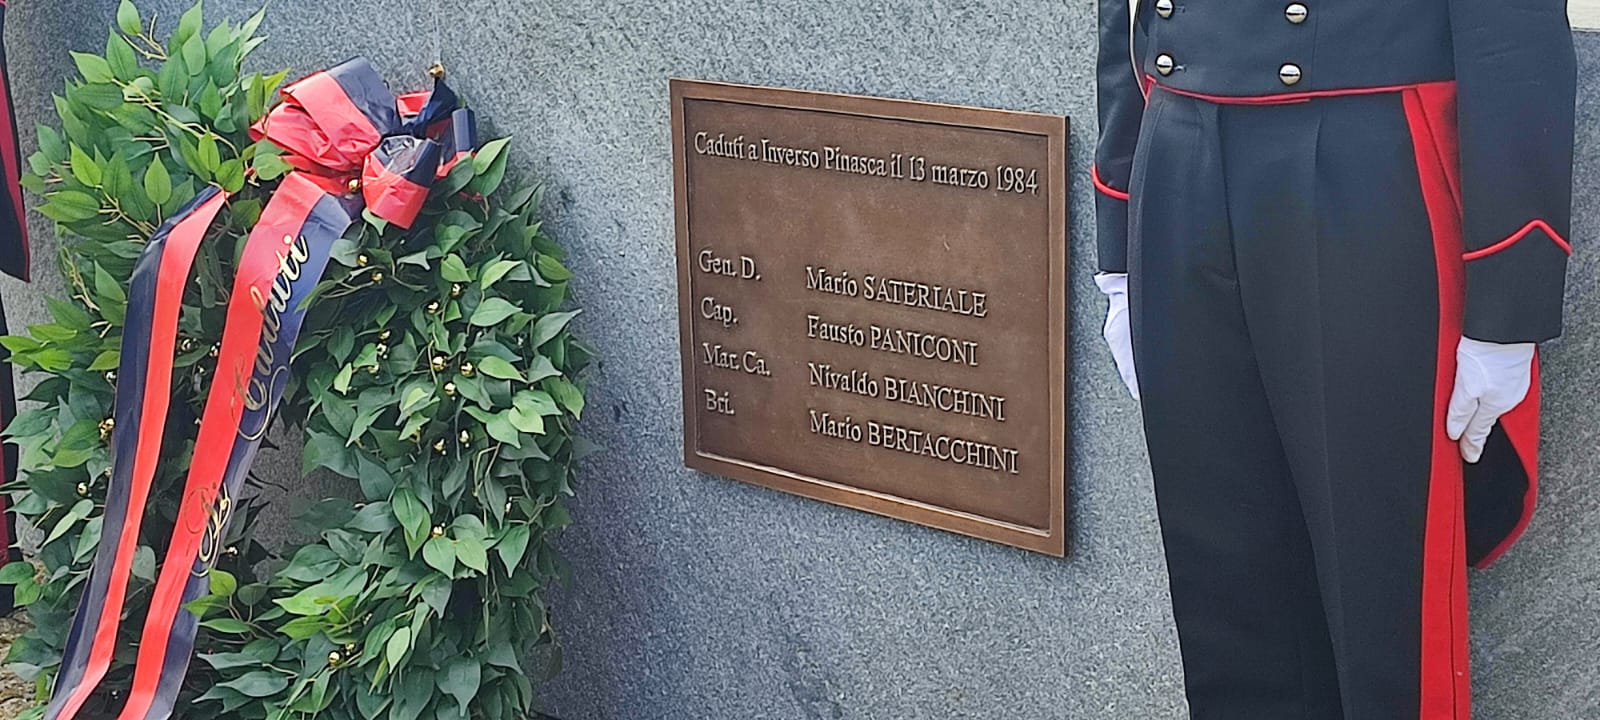 Caduti a Inverso Pinasca il 13 marzo 1984
Gen. D. Mario SATERIALE
Cap. Fausto PANICONI
Mar. Ca. Nivaldo BIANCHINI
Bri. Mario BERTACCHINI
Caduti